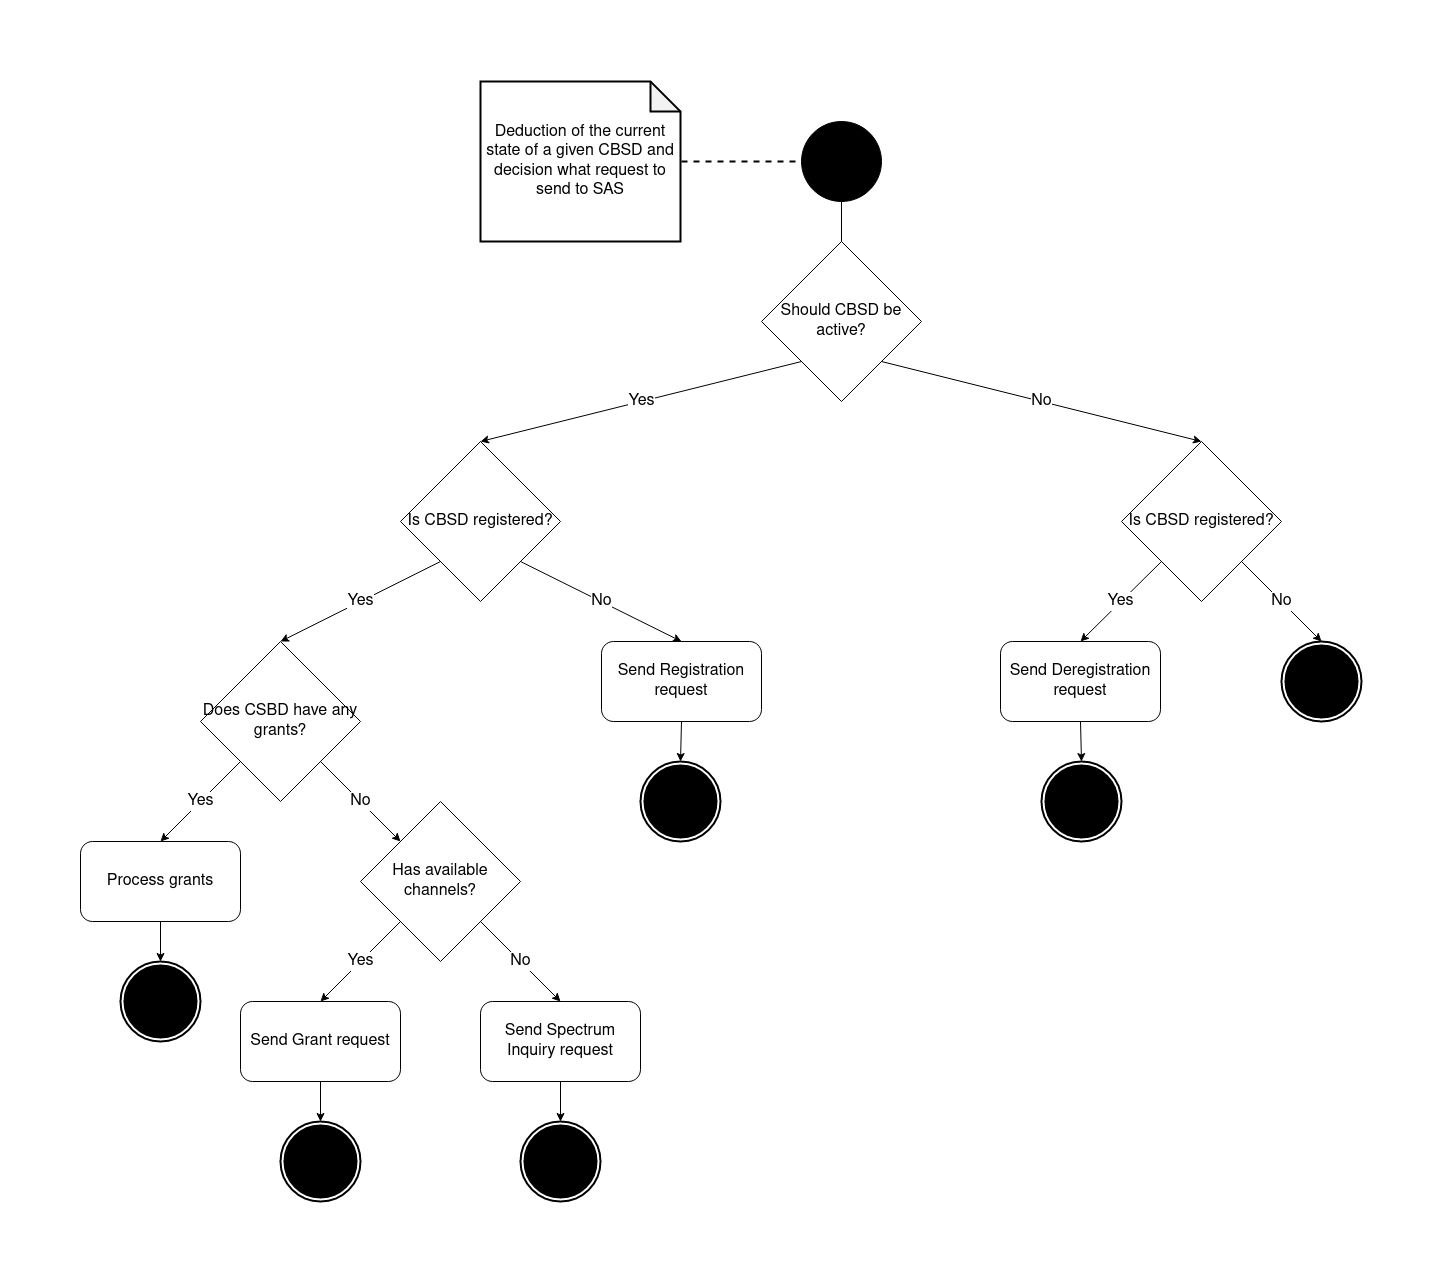 Deduction of the current
state of a given CBSD and
decision what request to
send to SAS
Should CBSD be
active?
Yes
No
Is CBSD registered?
Is CBSD registered?
Yes
No
Yes
No
Send Registration
request
Send Deregistration
request
Does CSBD have any
grants?
Yes
No
Process grants
Has available
channels?
Yes
No
Send Grant request
Send Spectrum
Inquiry request